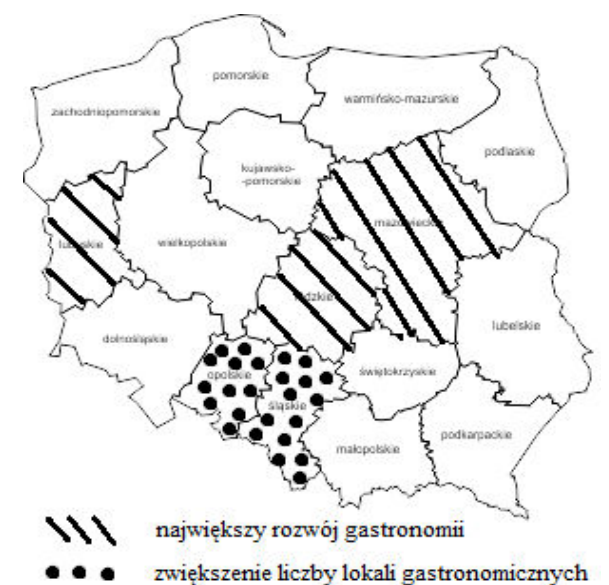 pomorskie
warmińsko-mazurskie
zachodniopomorskie
podlaskie
kujawsko-
-pomorskie
mazowieckie
lubuskie
wielkopolskie
łódzkie
lubelskie
dolnośląskie
opolskie
świętokrzyskie
śląskie
podkarpackie
małopolskie
największy rozwój gastronomii
zwiększenie liczby lokali gastronomicznych